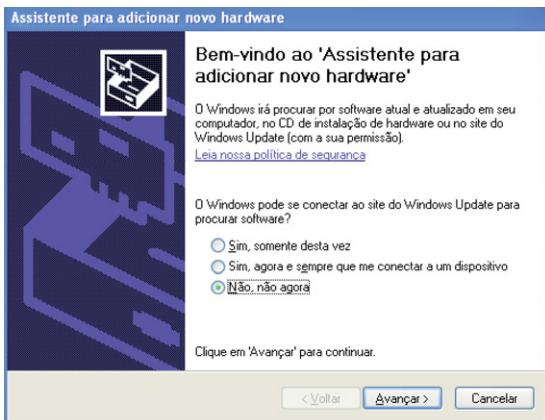 Assistente para adicionar novo hardware
Bem-vindo ao 'Assistente para
adicionar novo hardware'
O Windows irá procurar por software atual e atualizado em seu
computador, no CD de instalação de hardware ou no site do
Windows Update (com a sua permissão).
Leia nossa política de segurança
O Windows pode se conectar ao site do Windows Update para
procurar software?
Sim, somente desta vez
Sim, agora e sempre que me conectar a um dispositivo
Não, não agora
Clique em 'Avançar' para continuar.
< Voltar Avançar > Cancelar